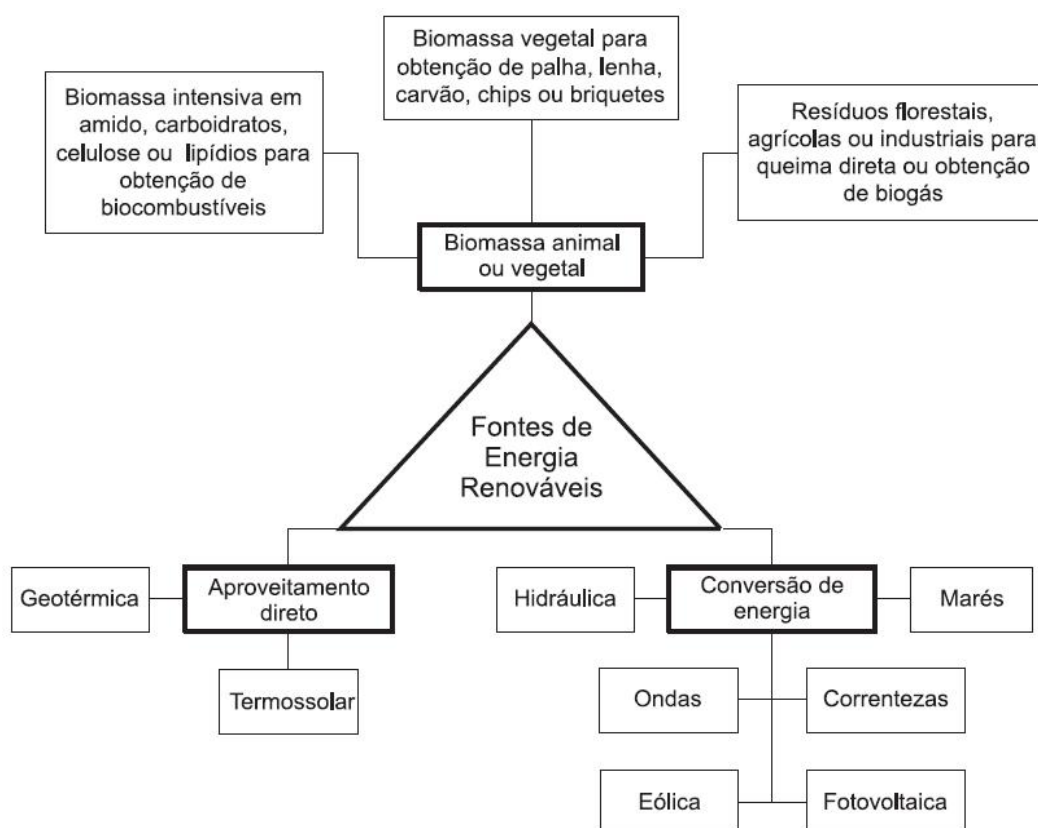 Biomassa vegetal para
obtenção de palha, lenha,
carvão, chips ou briquetes
Biomassa intensiva em
amido, carboidratos,
celulose ou lipídios para
obtenção de
biocombustíveis
Resíduos florestais,
agrícolas ou industriais para
queima direta ou obtenção
de biogás
Biomassa animal
ou vegetal
Fontes de
Energia
Renováveis
Geotérmica
Aproveitamento
direto
Termossolar
Hidráulica
Conversão de
energia
Marés
Ondas
Correntezas
Eólica
Fotovoltaica